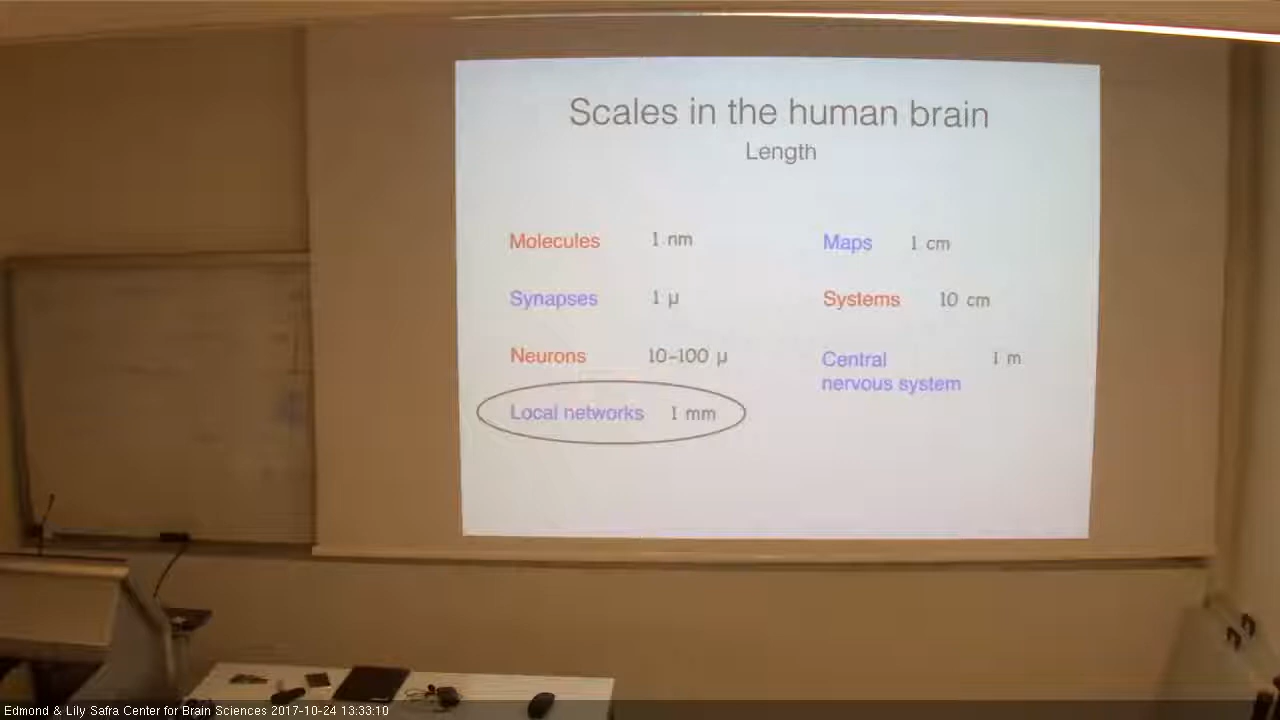 Scales in the human brain
Length
Molecules 1 nm
Synapses 1 µ
Neurons 10-100 µ
Local networks 1 mm
Maps 1 cm
Systems 10 cm
Central 1 m
nervous system
Edmond & Lily Safra Center for Brain Sciences 2017-10-24 13:33:10